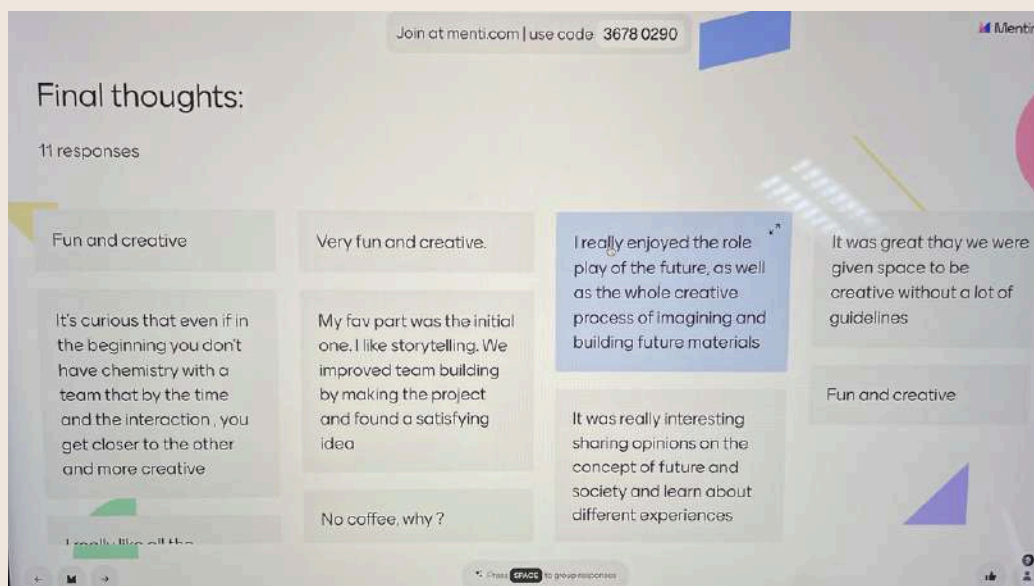 Join at menti.com | use code 3678 0290
Final thoughts:
11 responses
Fun and creative
It's curious that even if in
the beginning you don't
have chemistry with a
team that by the time
and the interaction, you
get closer to the other
and more creative
I really like all the
Very fun and creative.
My fav part was the initial
one. I like storytelling. We
improved team building
by making the project
and found a satisfying
idea
No coffee, why?
I really enjoyed the role
play of the future, as well
as the whole creative
process of imagining and
building future materials
It was really interesting
sharing opinions on the
concept of future and
society and learn about
different experiences
It was great thay we were
given space to be
creative without a lot of
guidelines
Fun and creative
Press SPACE to group responses